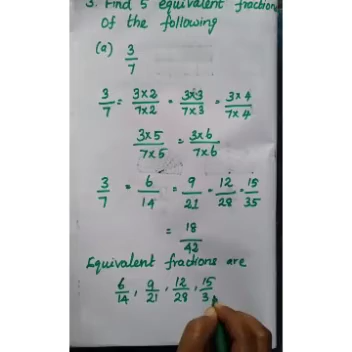 3. Find 5 equivalent fractions
of the following
(a) 3/7
3/7 = 3×2/7×2 = 3×3/7×3 = 3×4/7×4
3×5/7×5 = 3×6/7×6
3/7 = 6/14 = 9/21 = 12/28 = 15/35
= 18/42
Equivalent fractions are
6/14, 9/21, 12/28, 15/3